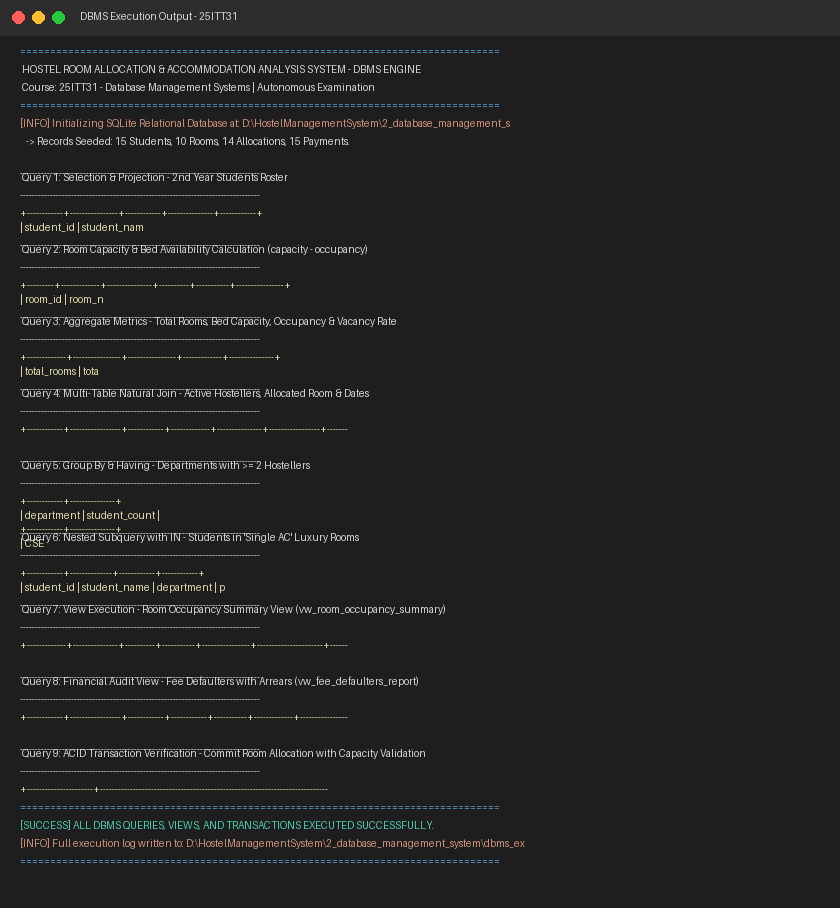 DBMS Execution Output - 25ITT31
================================================================================
HOSTEL ROOM ALLOCATION & ACCOMMODATION ANALYSIS SYSTEM - DBMS ENGINE
Course: 25ITT31 - Database Management Systems | Autonomous Examination
================================================================================
[INFO] Initializing SQLite Relational Database at: D:\HostelManagementSystem\2_database_management_s
-> Records Seeded: 15 Students, 10 Rooms, 14 Allocations, 15 Payments.
Query 1: Selection & Projection - 2nd Year Students Roster
--------------------------------------------------------------------------------
+------------+----------------+------------+---------------+------------+
| student_id | student_nam
Query 2: Room Capacity & Bed Availability Calculation (capacity - occupancy)
--------------------------------------------------------------------------------
+---------+-------------+---------------+----------+-----------+----------------+
| room_id | room_n
Query 3: Aggregate Metrics - Total Rooms, Bed Capacity, Occupancy & Vacancy Rate
--------------------------------------------------------------------------------
+-------------+----------------+----------------+-------------+---------------+
| total_rooms | tota
Query 4: Multi-Table Natural Join - Active Hostellers, Allocated Room & Dates
--------------------------------------------------------------------------------
+------------+-----------------+------------+-------------+---------------+------------------+-------
Query 5: Group By & Having - Departments with >= 2 Hostellers
--------------------------------------------------------------------------------
+------------+---------------+
| department | student_count |
+------------+---------------+
| CSE
Query 6: Nested Subquery with IN - Students in 'Single AC' Luxury Rooms
--------------------------------------------------------------------------------
+------------+--------------+------------+------------+
| student_id | student_name | department | p
Query 7: View Execution - Room Occupancy Summary View (vw_room_occupancy_summary)
--------------------------------------------------------------------------------
+------------+---------------+----------+-----------+----------------+----------------------+------
Query 8: Financial Audit View - Fee Defaulters with Arrears (vw_fee_defaulters_report)
--------------------------------------------------------------------------------
+------------+-----------------+------------+------------+-----------+-------------+----------------
Query 9: ACID Transaction Verification - Commit Room Allocation with Capacity Validation
--------------------------------------------------------------------------------
+----------------------+----------------------------------------------------------------------------
================================================================================
[SUCCESS] ALL DBMS QUERIES, VIEWS, AND TRANSACTIONS EXECUTED SUCCESSFULLY.
[INFO] Full execution log written to: D:\HostelManagementSystem\2_database_management_system\dbms_ex
================================================================================